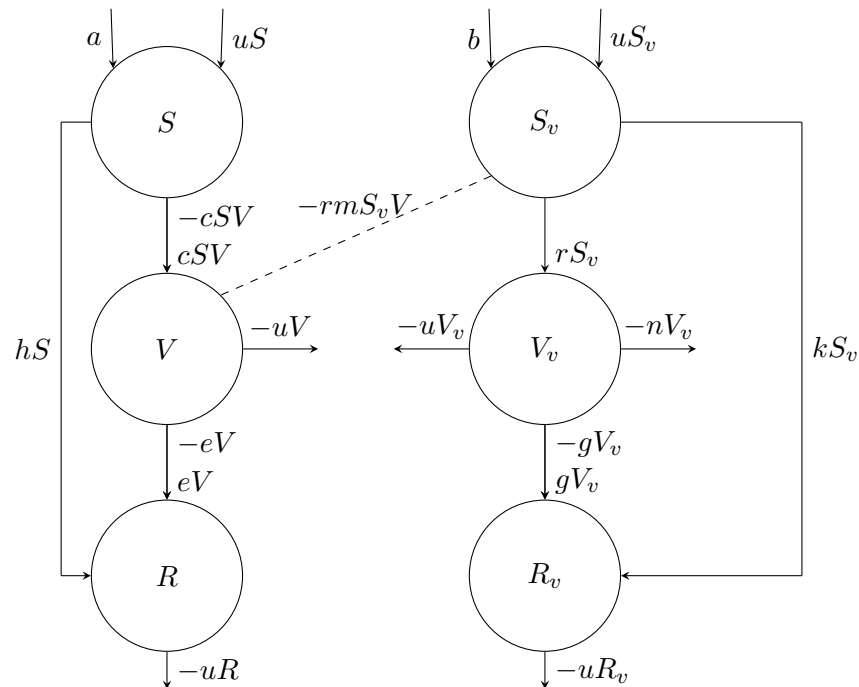 a
uS
b
uS_v
S
S_v
-cSV
-rmS_vV
cSV
rS_v
hS
V
-uV
-uV_v
V_v
-nV_v
kS_v
-eV
-gV_v
eV
gV_v
R
R_v
-uR
-uR_v